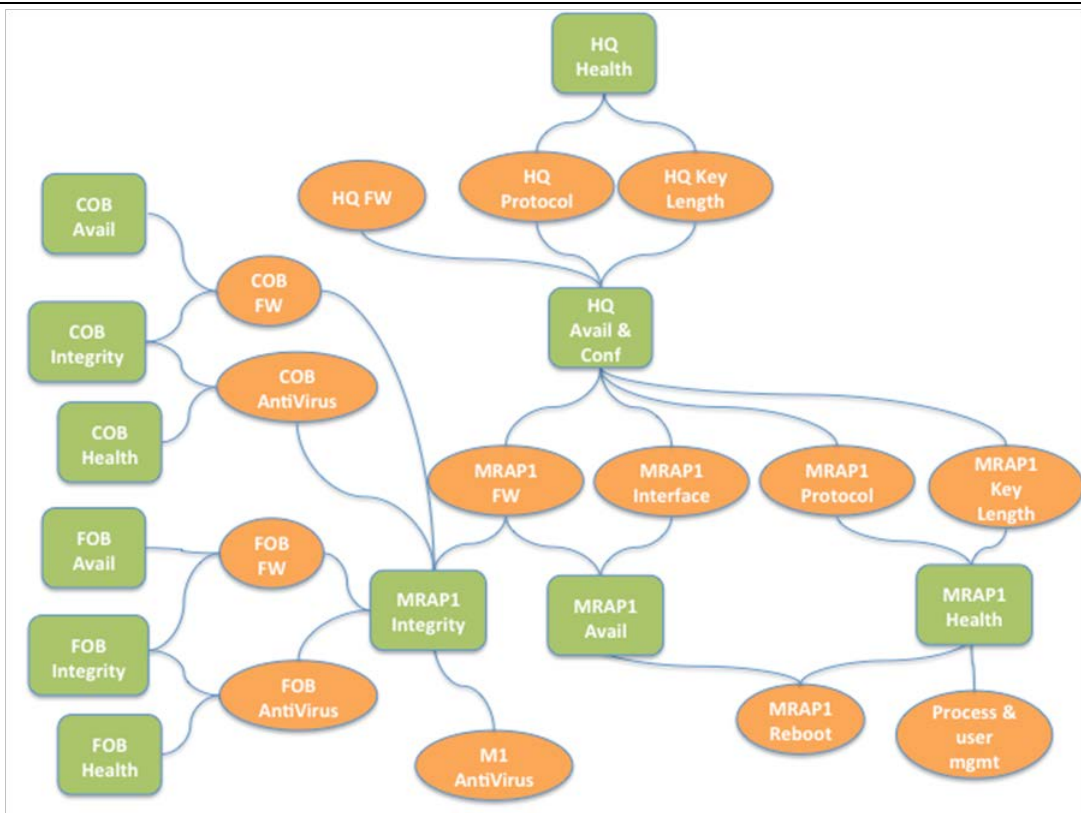 HQ
Health
HQ FW
HQ
Protocol
HQ Key
Length
COB
Avail
COB
FW
HQ
Avail &
Conf
COB
Integrity
COB
AntiVirus
COB
Health
MRAP1
FW
MRAP1
Interface
MRAP1
Protocol
MRAP1
Key
Length
FOB
Avail
FOB
FW
MRAP1
Integrity
MRAP1
Avail
MRAP1
Health
FOB
Integrity
FOB
AntiVirus
MRAP1
Reboot
Process &
user
mgmt
FOB
Health
M1
AntiVirus